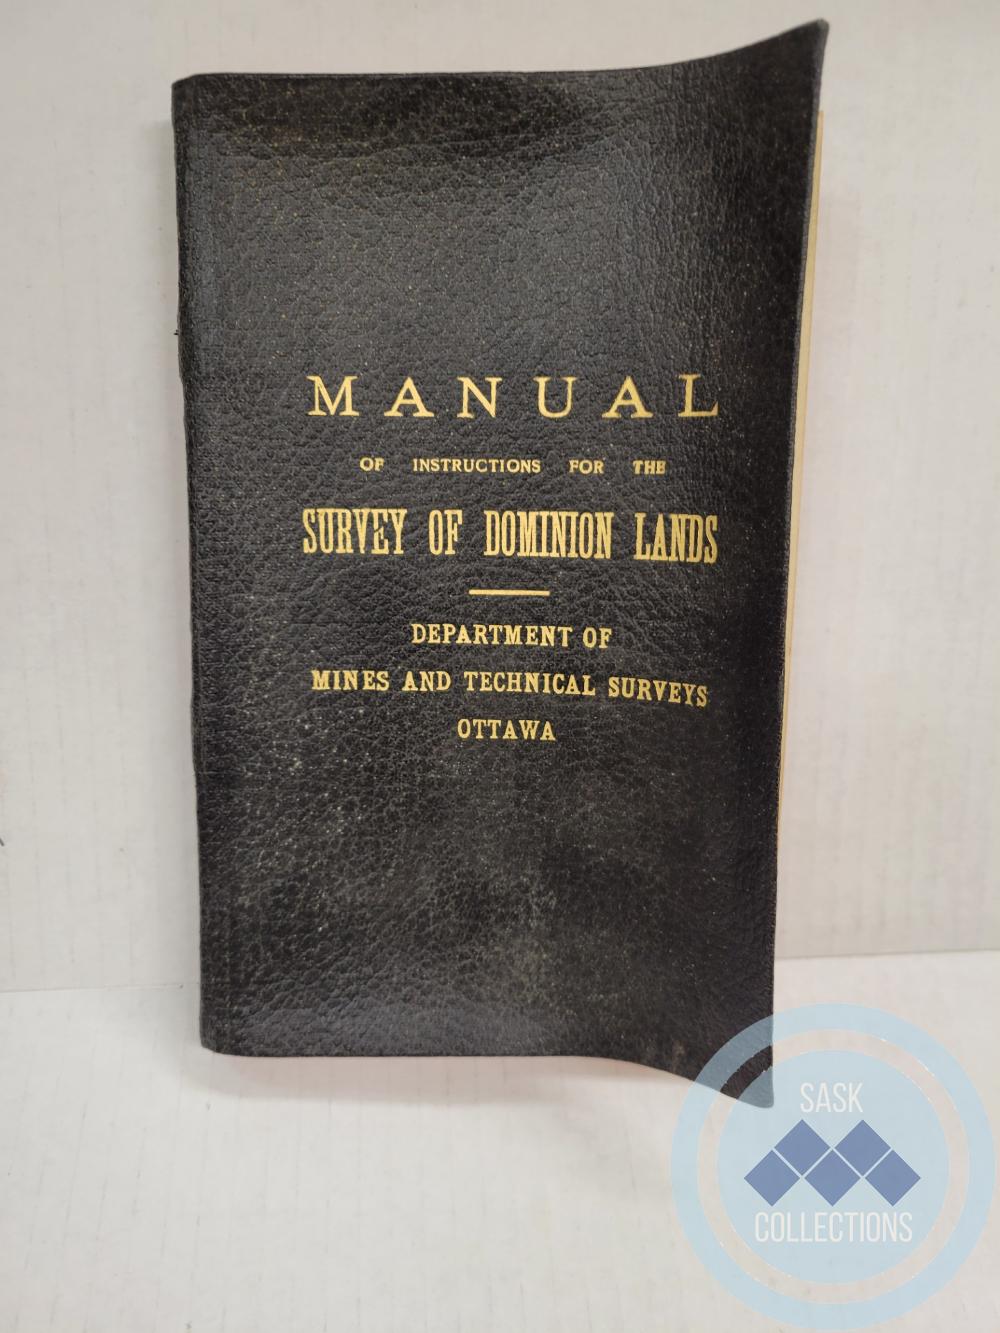 MANUAL
OF INSTRUCTIONS FOR THE
SURVEY OF DOMINION LANDS
DEPARTMENT OF
MINES AND TECHNICAL SURVEYS
OTTAWA
SASK
COLLECTIONS